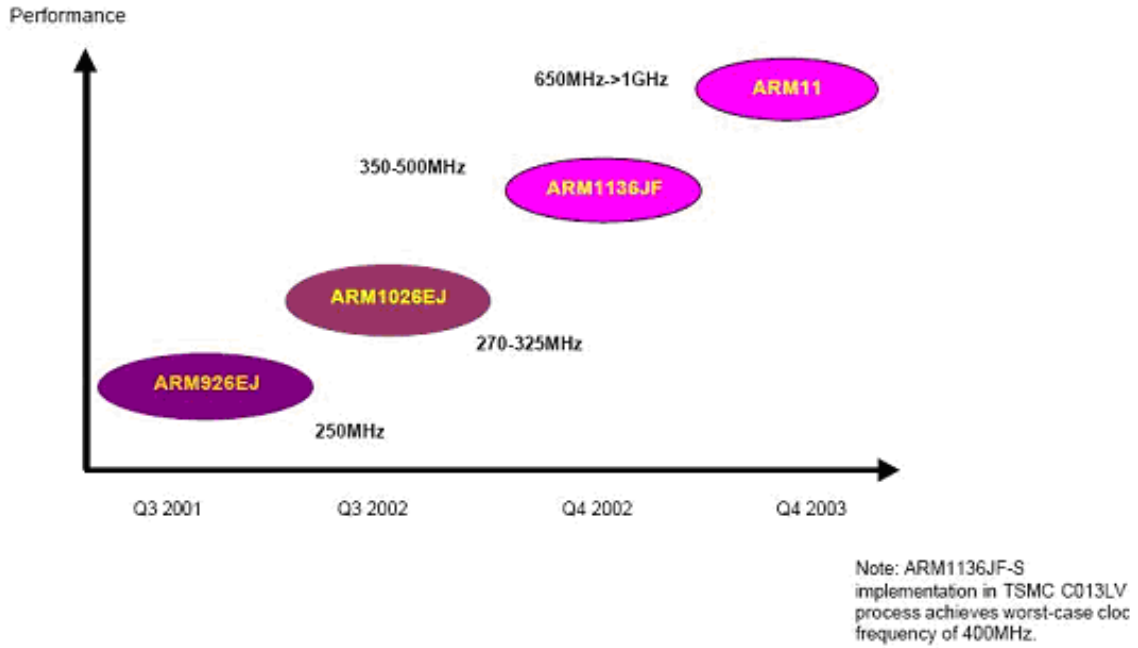 Performance
650MHz->1GHz
ARM11
350-500MHz
ARM1136JF
ARM1026EJ
270-325MHz
ARM926EJ
250MHz
Q3 2001
Q3 2002
Q4 2002
Q4 2003
Note: ARM1136JF-S
implementation in TSMC C013LV
process achieves worst-case cloc
frequency of 400MHz.